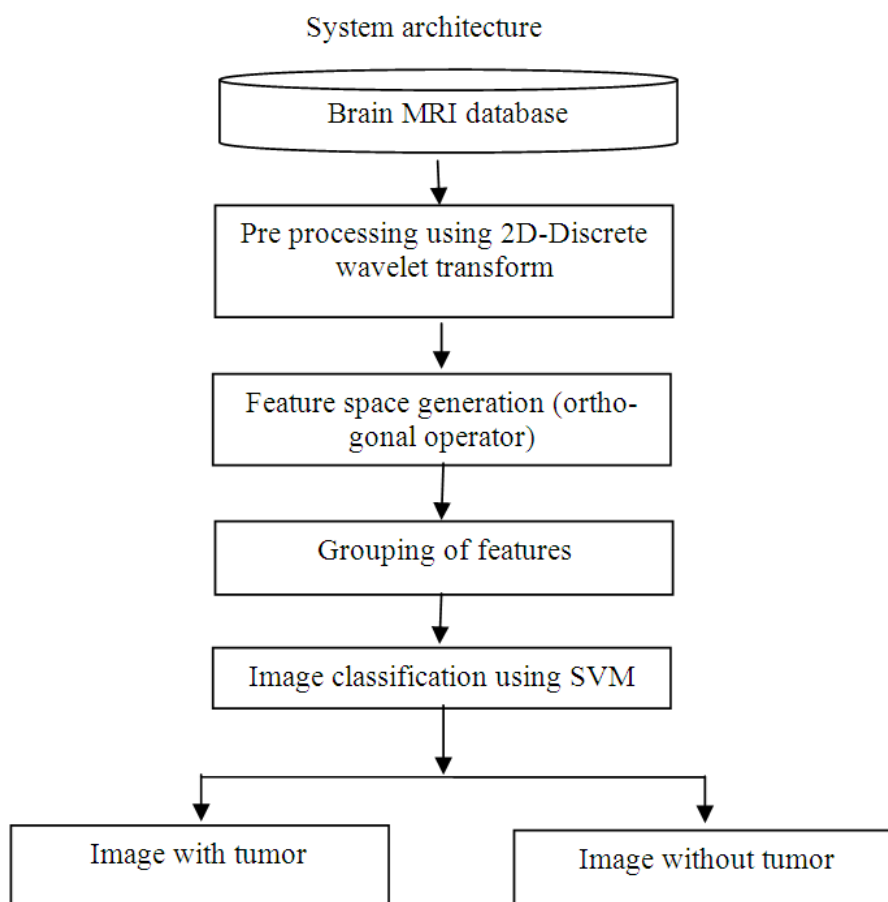 System architecture
Brain MRI database
Pre processing using 2D-Discrete
wavelet transform
Feature space generation (ortho-
gonal operator)
Grouping of features
Image classification using SVM
Image with tumor
Image without tumor